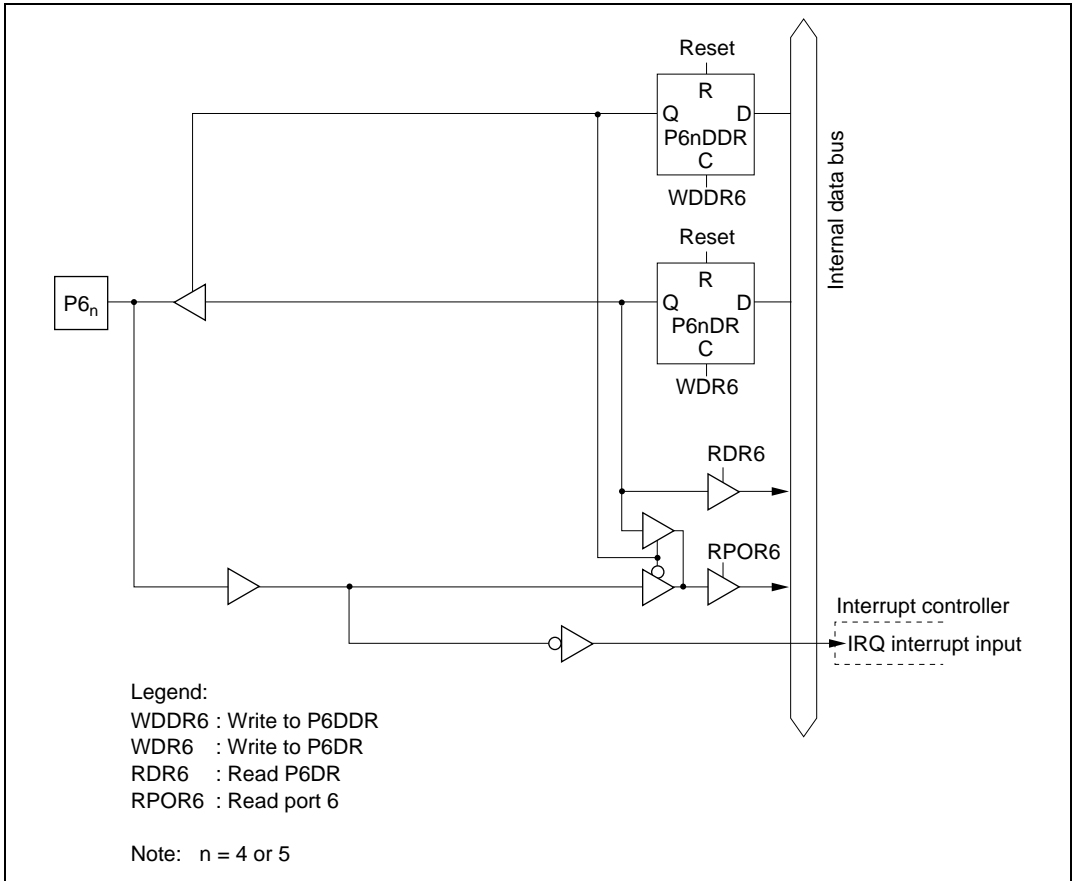 Reset
R
Q D
P6nDDR
C
WDDR6
Internal data bus
Reset
R
P6n
Q D
P6nDR
C
WDR6
RDR6
RPOR6
Interrupt controller
IRQ interrupt input
Legend:
WDDR6 : Write to P6DDR
WDR6 : Write to P6DR
RDR6 : Read P6DR
RPOR6 : Read port 6
Note: n = 4 or 5